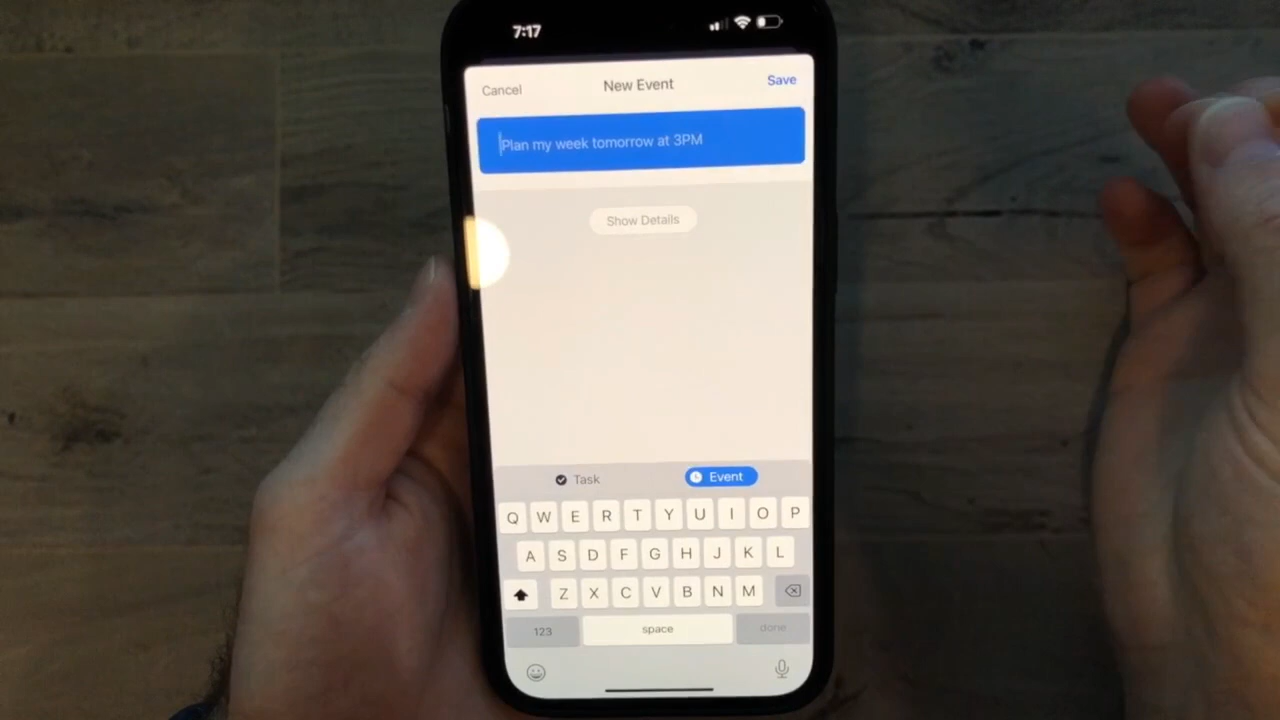 7:17
Cancel New Event Save
Plan my week tomorrow at 3PM
Show Details
Task Event
Q W E R T Y U I O P
A S D F G H J K L
Z X C V B N M
123 space done